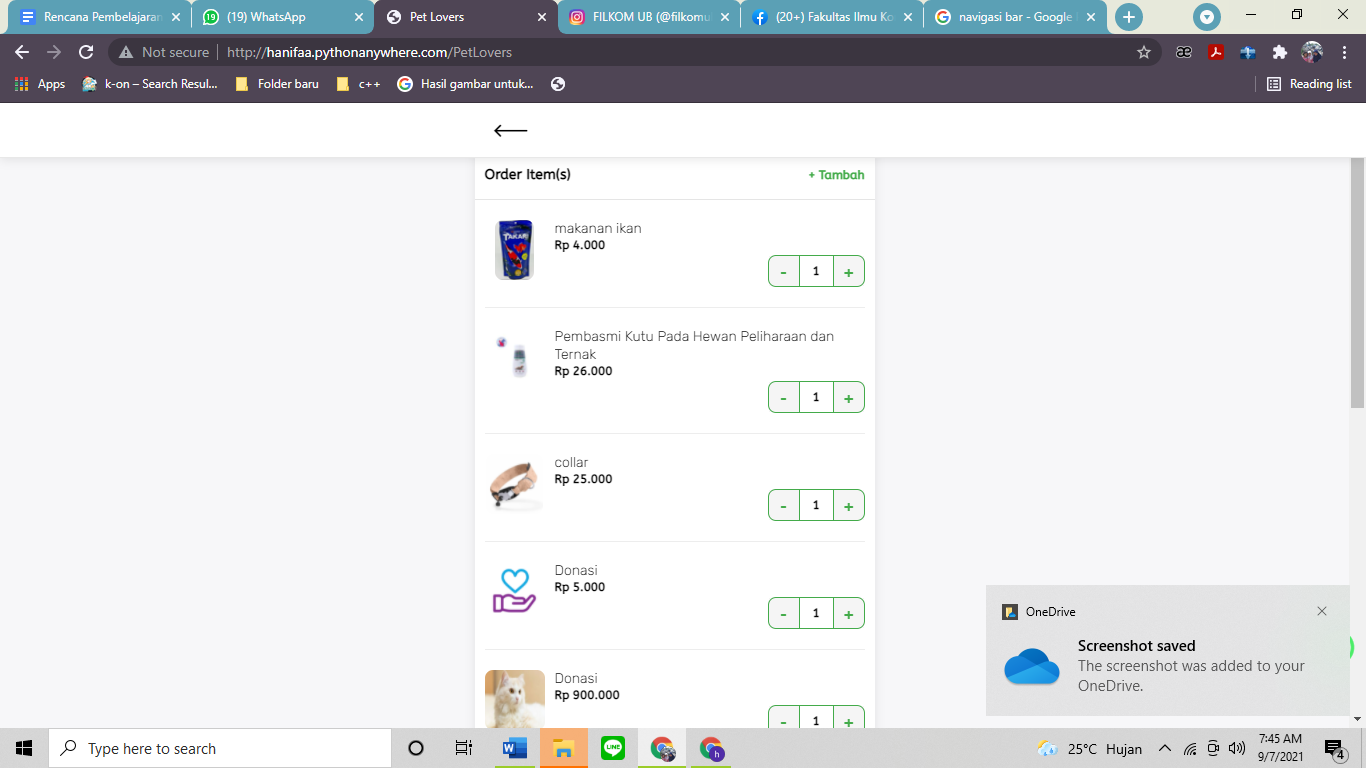 Rencana Pembelajaran
(19) WhatsApp
Pet Lovers
FILKOM UB (@filkomu
(20+) Fakultas Ilmu Ko
navigasi bar - Google
Not secure
http://hanifaa.pythonanywhere.com/PetLovers
Apps
k-on – Search Resul...
Folder baru
c++
Hasil gambar untuk...
Reading list
Order Item(s)
+ Tambah
TAKARI
makanan ikan
Rp 4.000
- 1 +
Pembasmi Kutu Pada Hewan Peliharaan dan
Ternak
Rp 26.000
- 1 +
collar
Rp 25.000
- 1 +
Donasi
Rp 5.000
- 1 +
Donasi
Rp 900.000
- 1 +
OneDrive
Screenshot saved
The screenshot was added to your
OneDrive.
Type here to search
25°C Hujan
7:45 AM
9/7/2021
4